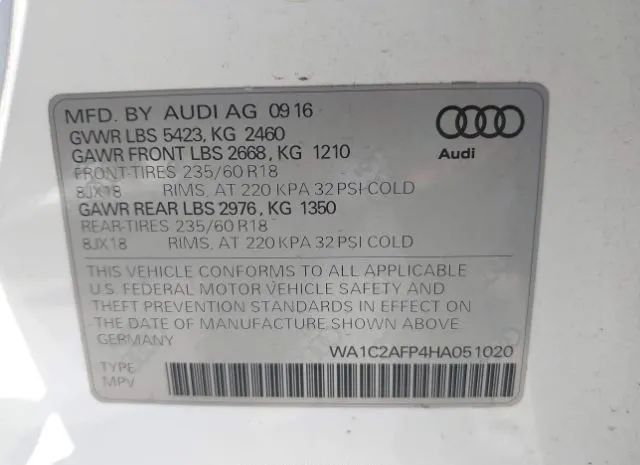 MFD. BY AUDI AG 0916
GVWR LBS 5423, KG 2460
GAWR FRONT LBS 2668, KG 1210
FRONT-TIRES 235/60 R18
8JX18 RIMS, AT 220 KPA 32 PSI-COLD
GAWR REAR LBS 2976, KG 1350
REAR-TIRES 235/60 R18
8JX18 RIMS, AT 220 KPA 32 PSI COLD
Audi
THIS VEHICLE CONFORMS TO ALL APPLICABLE
U.S. FEDERAL MOTOR VEHICLE SAFETY AND
THEFT PREVENTION STANDARDS IN EFFECT ON
THE DATE OF MANUFACTURE SHOWN ABOVE.
GERMANY
WA1C2AFP4HA051020
TYPE:
MPV